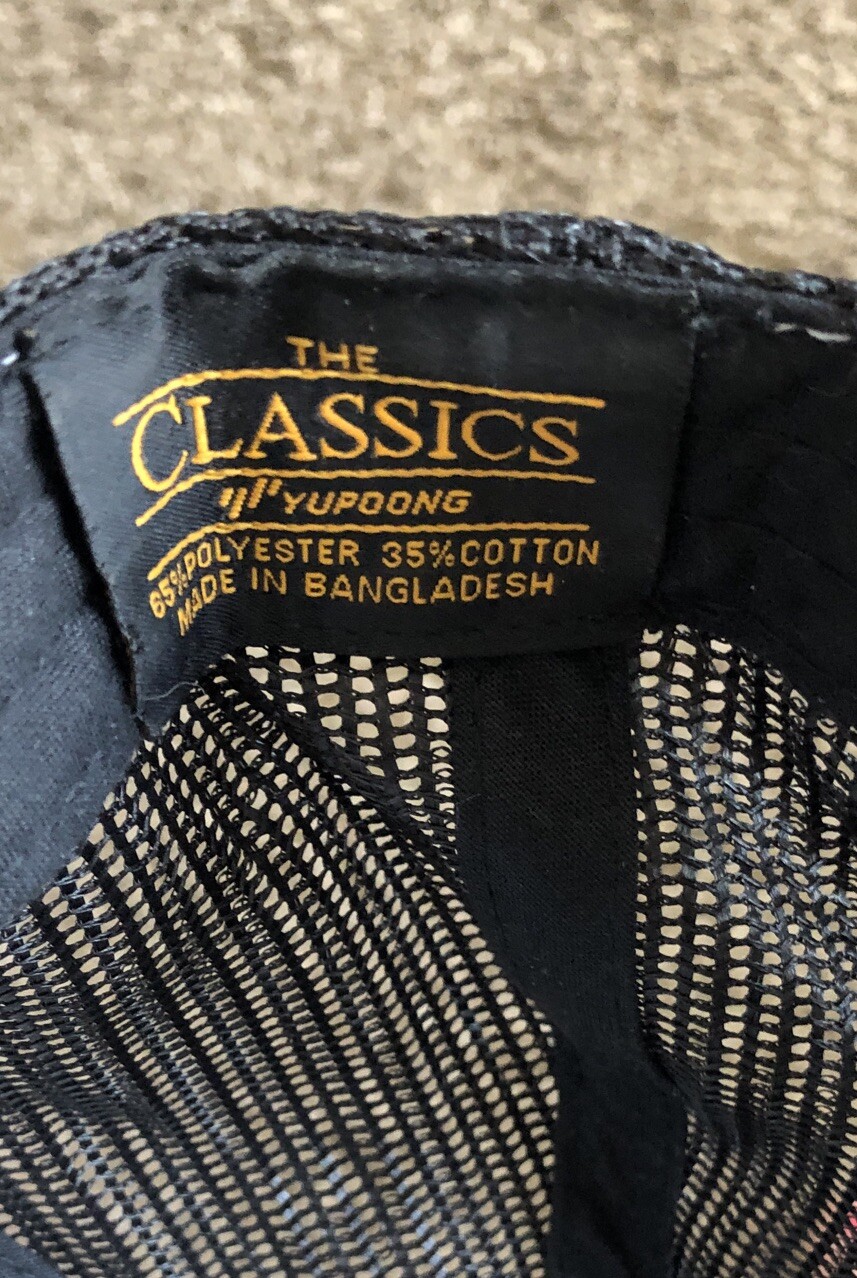 THE
CLASSICS
YUPOONG
65%POLYESTER 35%COTTON
MADE IN BANGLADESH